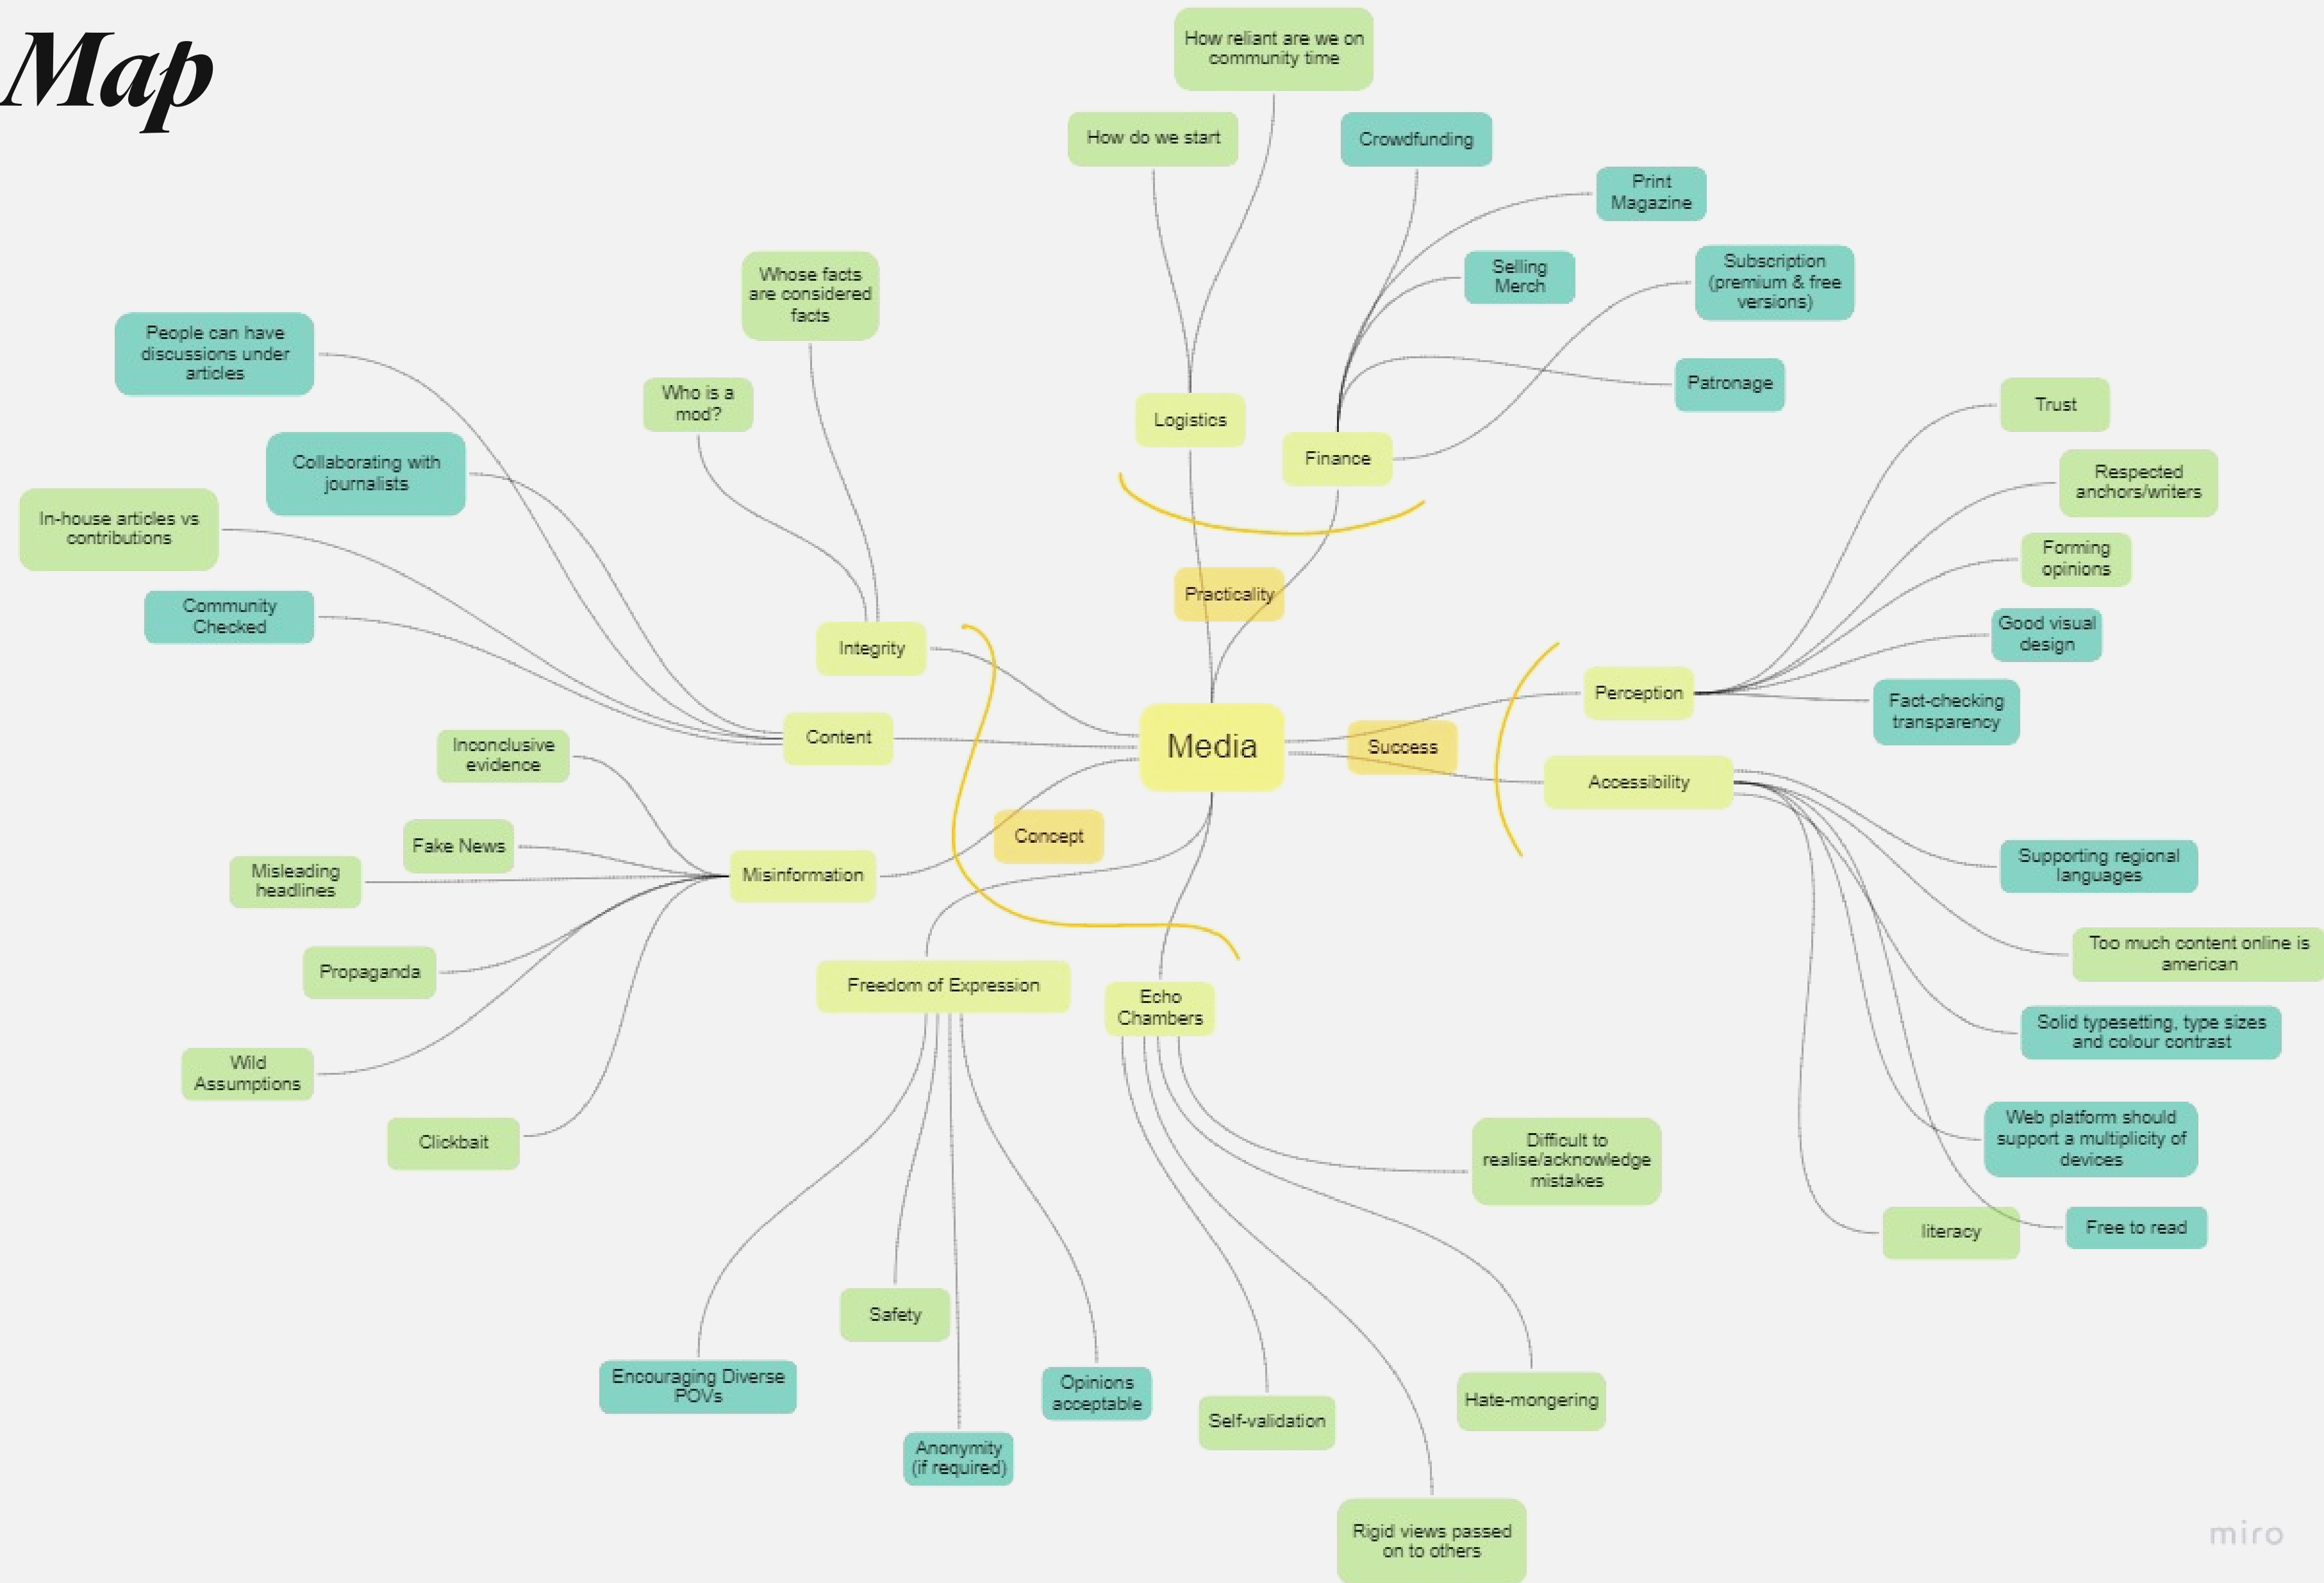 Map
How reliant are we on
community time
How do we start
Crowdfunding
Print
Magazine
Selling
Merch
Subscription
(premium & free
versions)
Patronage
Logistics
Finance
Practicality
Whose facts
are considered
facts
Who is a
mod?
Integrity
People can have
discussions under
articles
Collaborating with
journalists
In-house articles vs
contributions
Community
Checked
Content
Inconclusive
evidence
Fake News
Misleading
headlines
Propaganda
Wild
Assumptions
Clickbait
Misinformation
Concept
Media
Success
Perception
Trust
Respected
anchors/writers
Forming
opinions
Good visual
design
Fact-checking
transparency
Accessibility
Supporting regional
languages
Too much content online is
american
Solid typesetting, type sizes
and colour contrast
Web platform should
support a multiplicity of
devices
literacy
Free to read
Freedom of Expression
Encouraging Diverse
POVs
Safety
Anonymity
(if required)
Opinions
acceptable
Echo
Chambers
Difficult to
realise/acknowledge
mistakes
Hate-mongering
Self-validation
Rigid views passed
on to others
miro